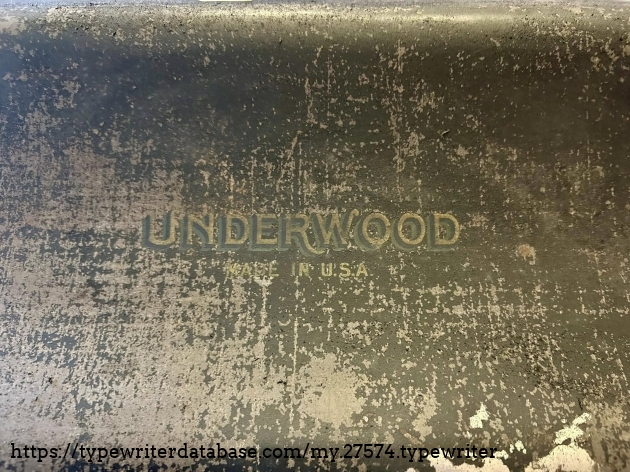 UNDERWOOD
MADE IN U.S.A.
https://typewriterdatabase.com/my.27574.typewriter